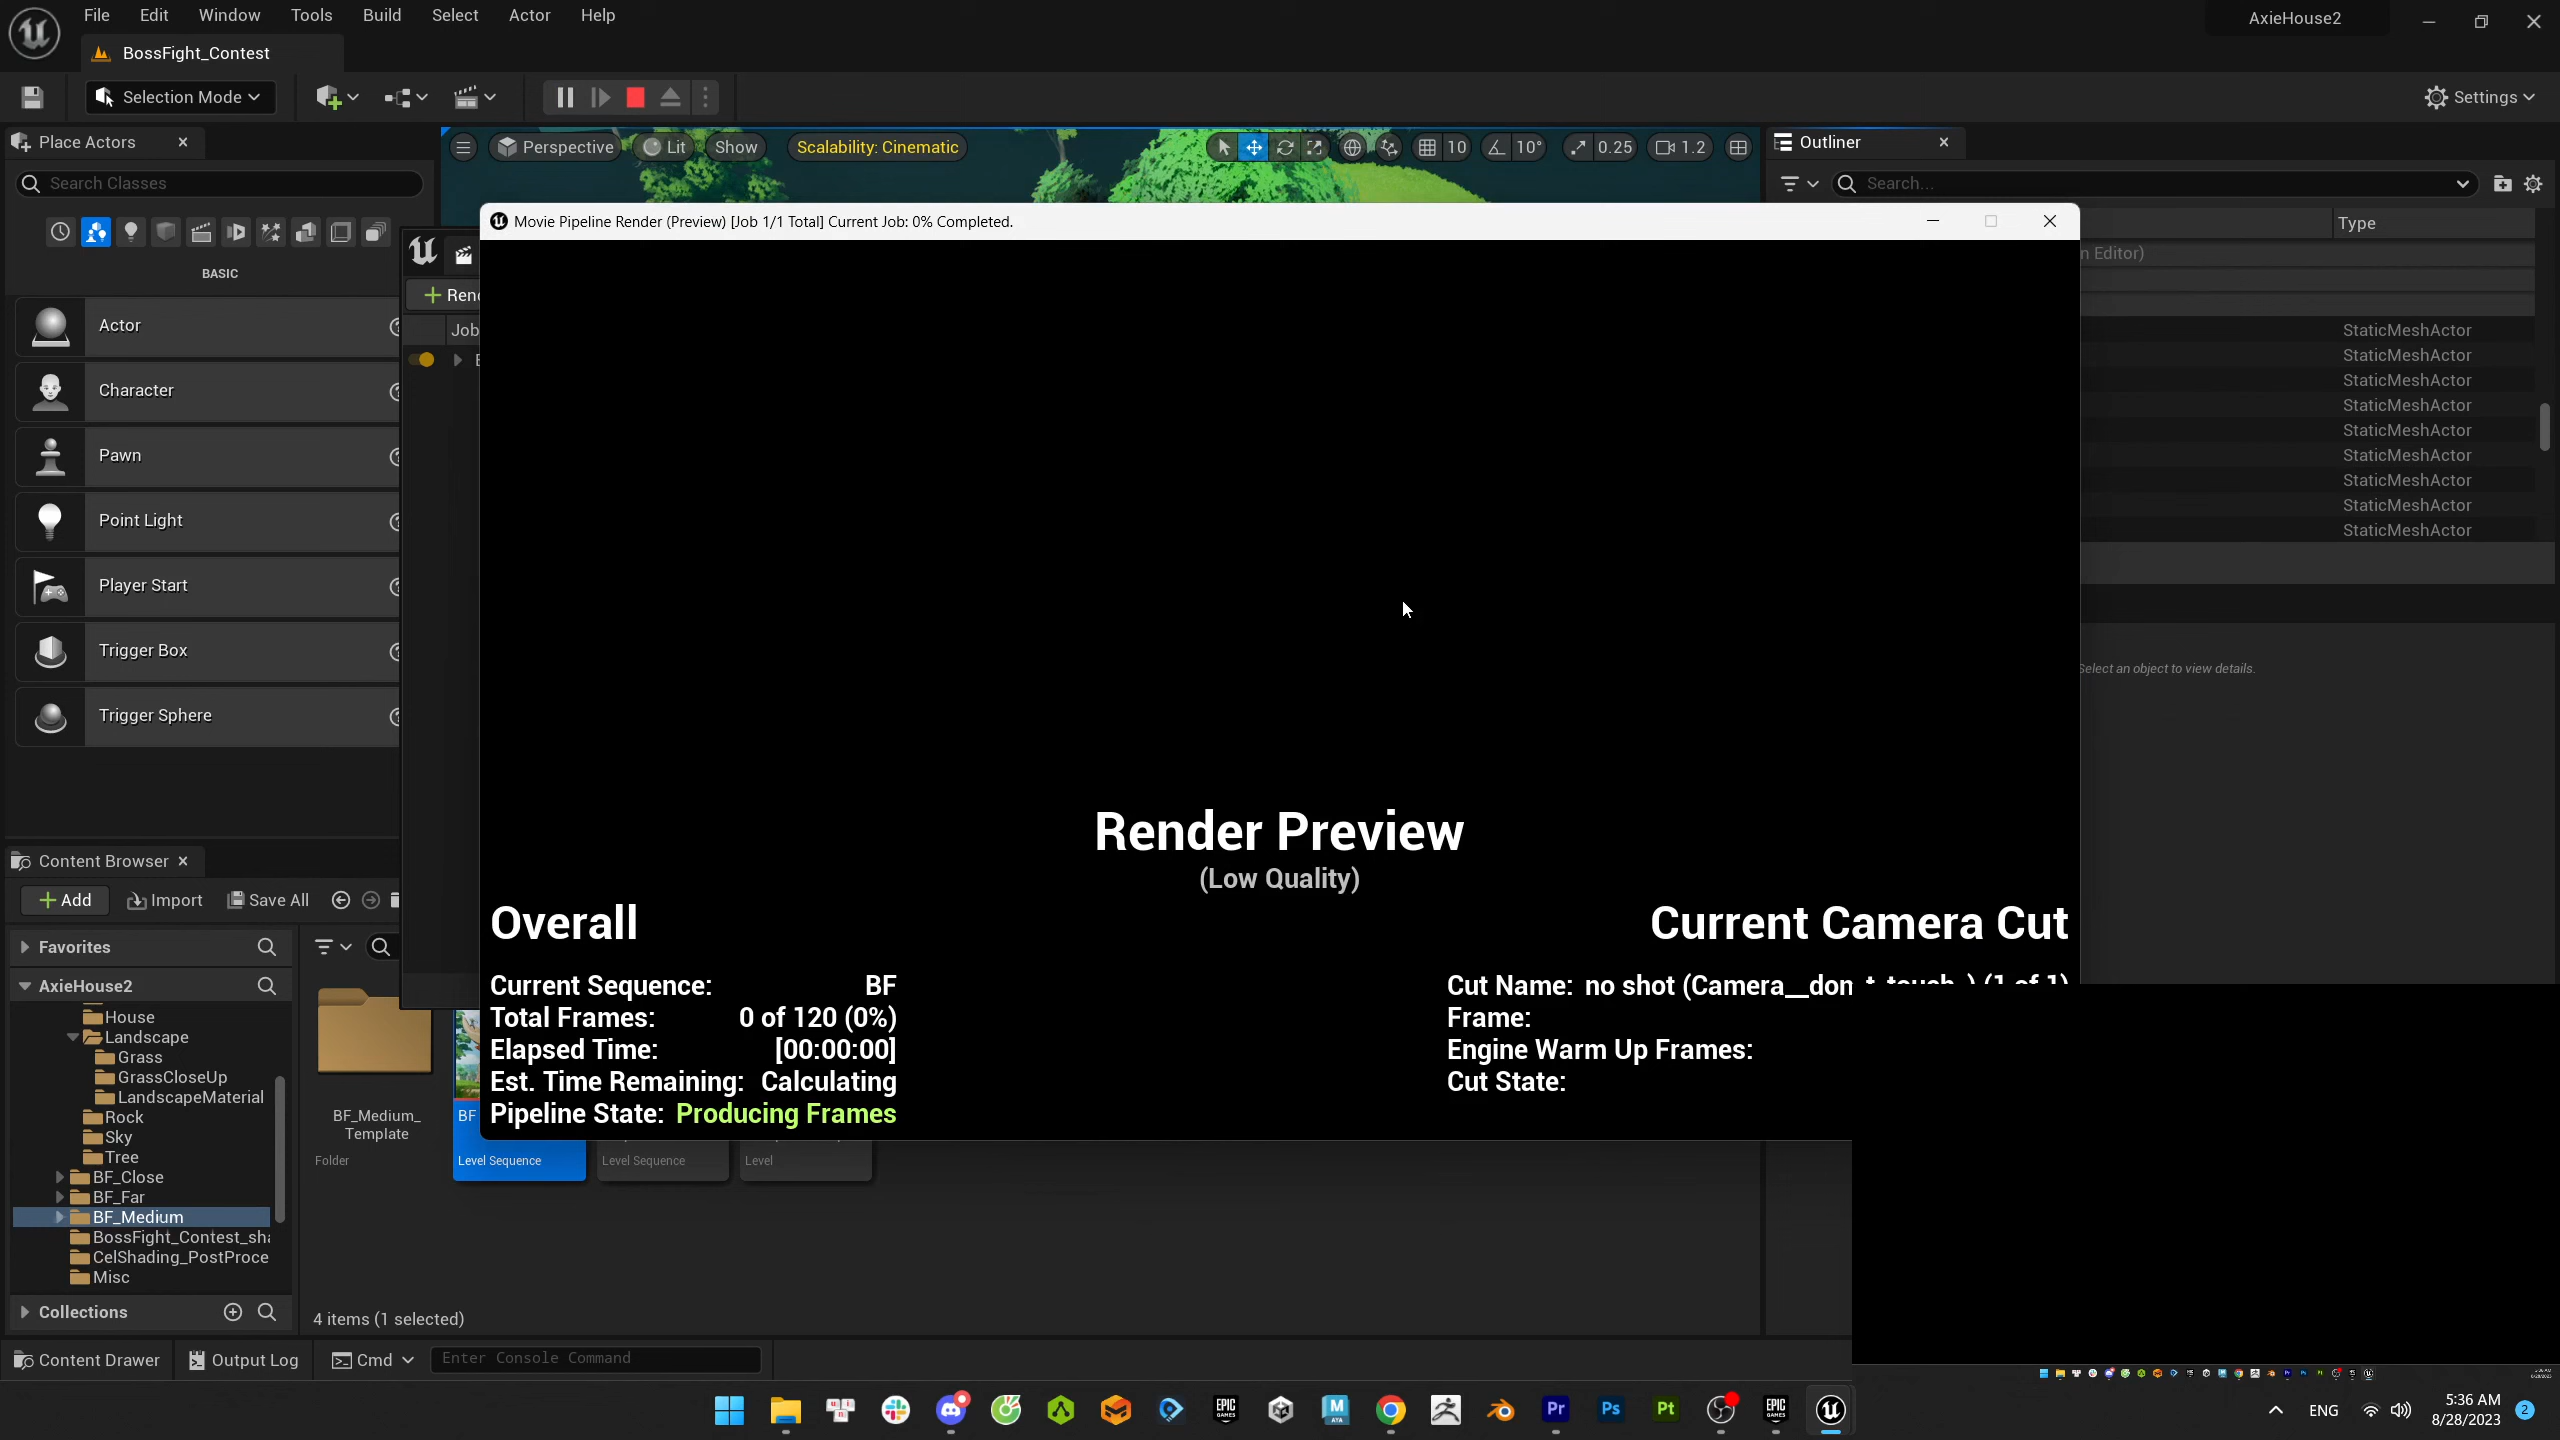 File Edit Window Tools Build Select Actor Help
AxieHouse2
BossFight_Contest
Selection Mode
Settings
Place Actors
Perspective
Lit
Show
Scalability: Cinematic
10
10°
0.25
1.2
Outliner
Search Classes
Search...
Movie Pipeline Render (Preview) [Job 1/1 Total] Current Job: 0% Completed.
Type
BASIC
n Editor)
Actor
Character
Pawn
Point Light
Player Start
Trigger Box
Trigger Sphere
Job
StaticMeshActor
StaticMeshActor
StaticMeshActor
StaticMeshActor
StaticMeshActor
StaticMeshActor
StaticMeshActor
StaticMeshActor
StaticMeshActor
Select an object to view details.
Render Preview
(Low Quality)
Overall
Current Sequence: BF
Total Frames: 0 of 120 (0%)
Elapsed Time: [00:00:00]
Est. Time Remaining: Calculating
Pipeline State: Producing Frames
Current Camera Cut
Cut Name: no shot
Frame:
Engine Warm Up Frames:
Cut State:
Content Browser
Add
Import
Save All
Favorites
AxieHouse2
House
Landscape
Grass
GrassCloseUp
LandscapeMaterial
Rock
Sky
Tree
BF_Close
BF_Far
BF_Medium
BossFight_Contest_sha
CelShading_PostProce
Misc
Collections
BF_Medium_
Template
Folder
BF
Level Sequence
Level Sequence
Level
4 items (1 selected)
Content Drawer
Output Log
Cmd
Enter Console Command
ENG
5:36 AM
8/28/2023
2